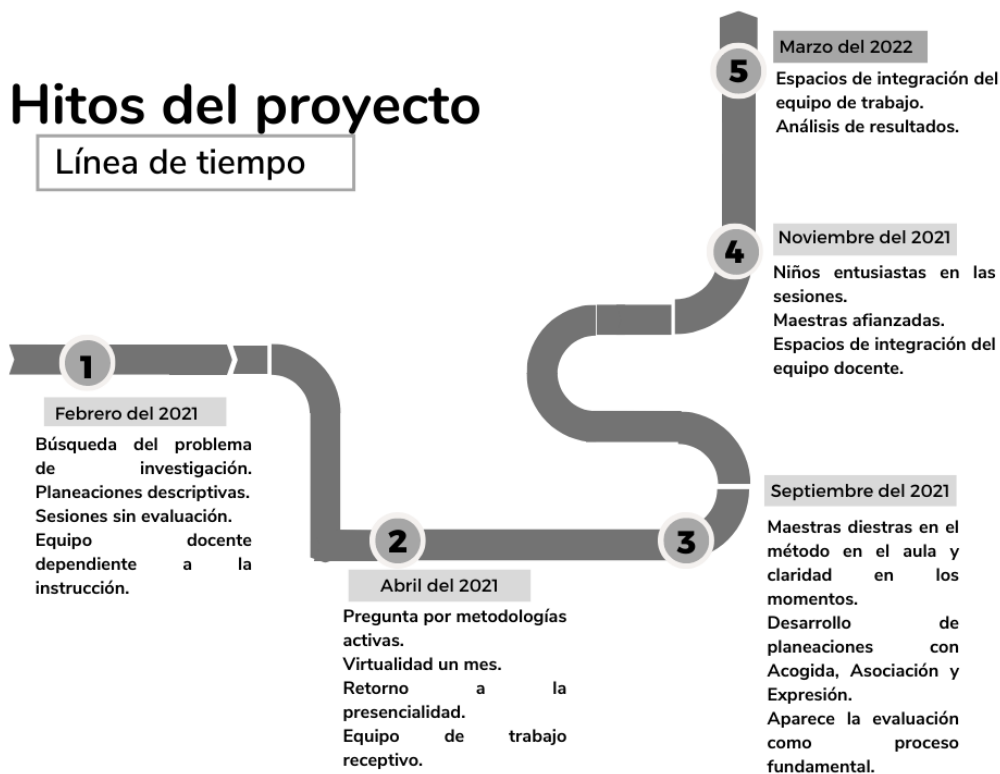 Hitos del proyecto
Línea de tiempo
1
Febrero del 2021
Búsqueda del problema
de investigación.
Planeaciones descriptivas.
Sesiones sin evaluación.
Equipo docente
dependiente a la
instrucción.
2
Abril del 2021
Pregunta por metodologías
activas.
Virtualidad un mes.
Retorno a la
presencialidad.
Equipo de trabajo
receptivo.
3
Septiembre del 2021
Maestras diestras en el
método en el aula y
claridad en los
momentos.
Desarrollo de
planeaciones con
Acogida, Asociación y
Expresión.
Aparece la evaluación
como proceso
fundamental.
4
Noviembre del 2021
Niños entusiastas en las
sesiones.
Maestras afianzadas.
Espacios de integración del
equipo docente.
5
Marzo del 2022
Espacios de integración del
equipo de trabajo.
Análisis de resultados.